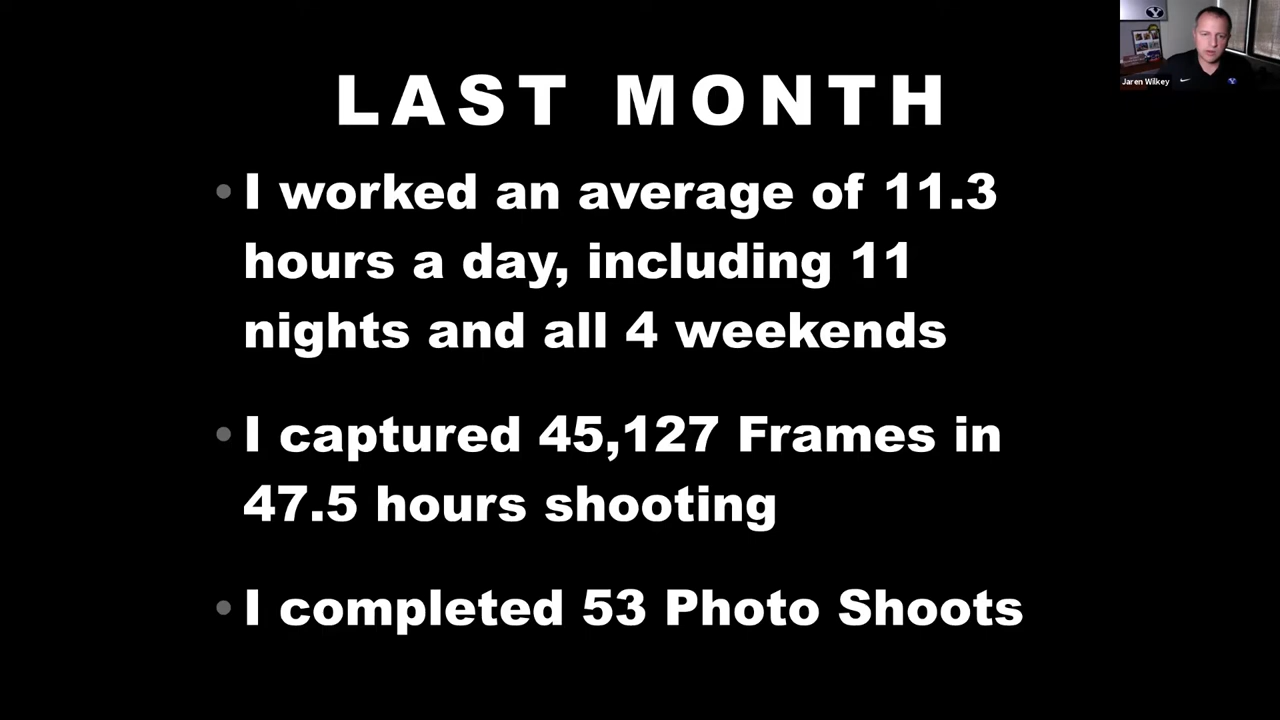 LAST MONTH
• I worked an average of 11.3
hours a day, including 11
nights and all 4 weekends
• I captured 45,127 Frames in
47.5 hours shooting
• I completed 53 Photo Shoots
Jaren Wilkey